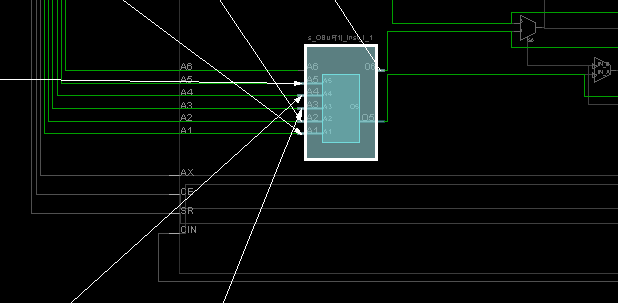 s_OBUF[1]_inst_i_1
A6
A6
O6
A5
A5
A5
A4
A4
A4
A3
A3
A3
O6
A2
A2
A2
O5
A1
A1
A1
AX
CE
SR
CIN